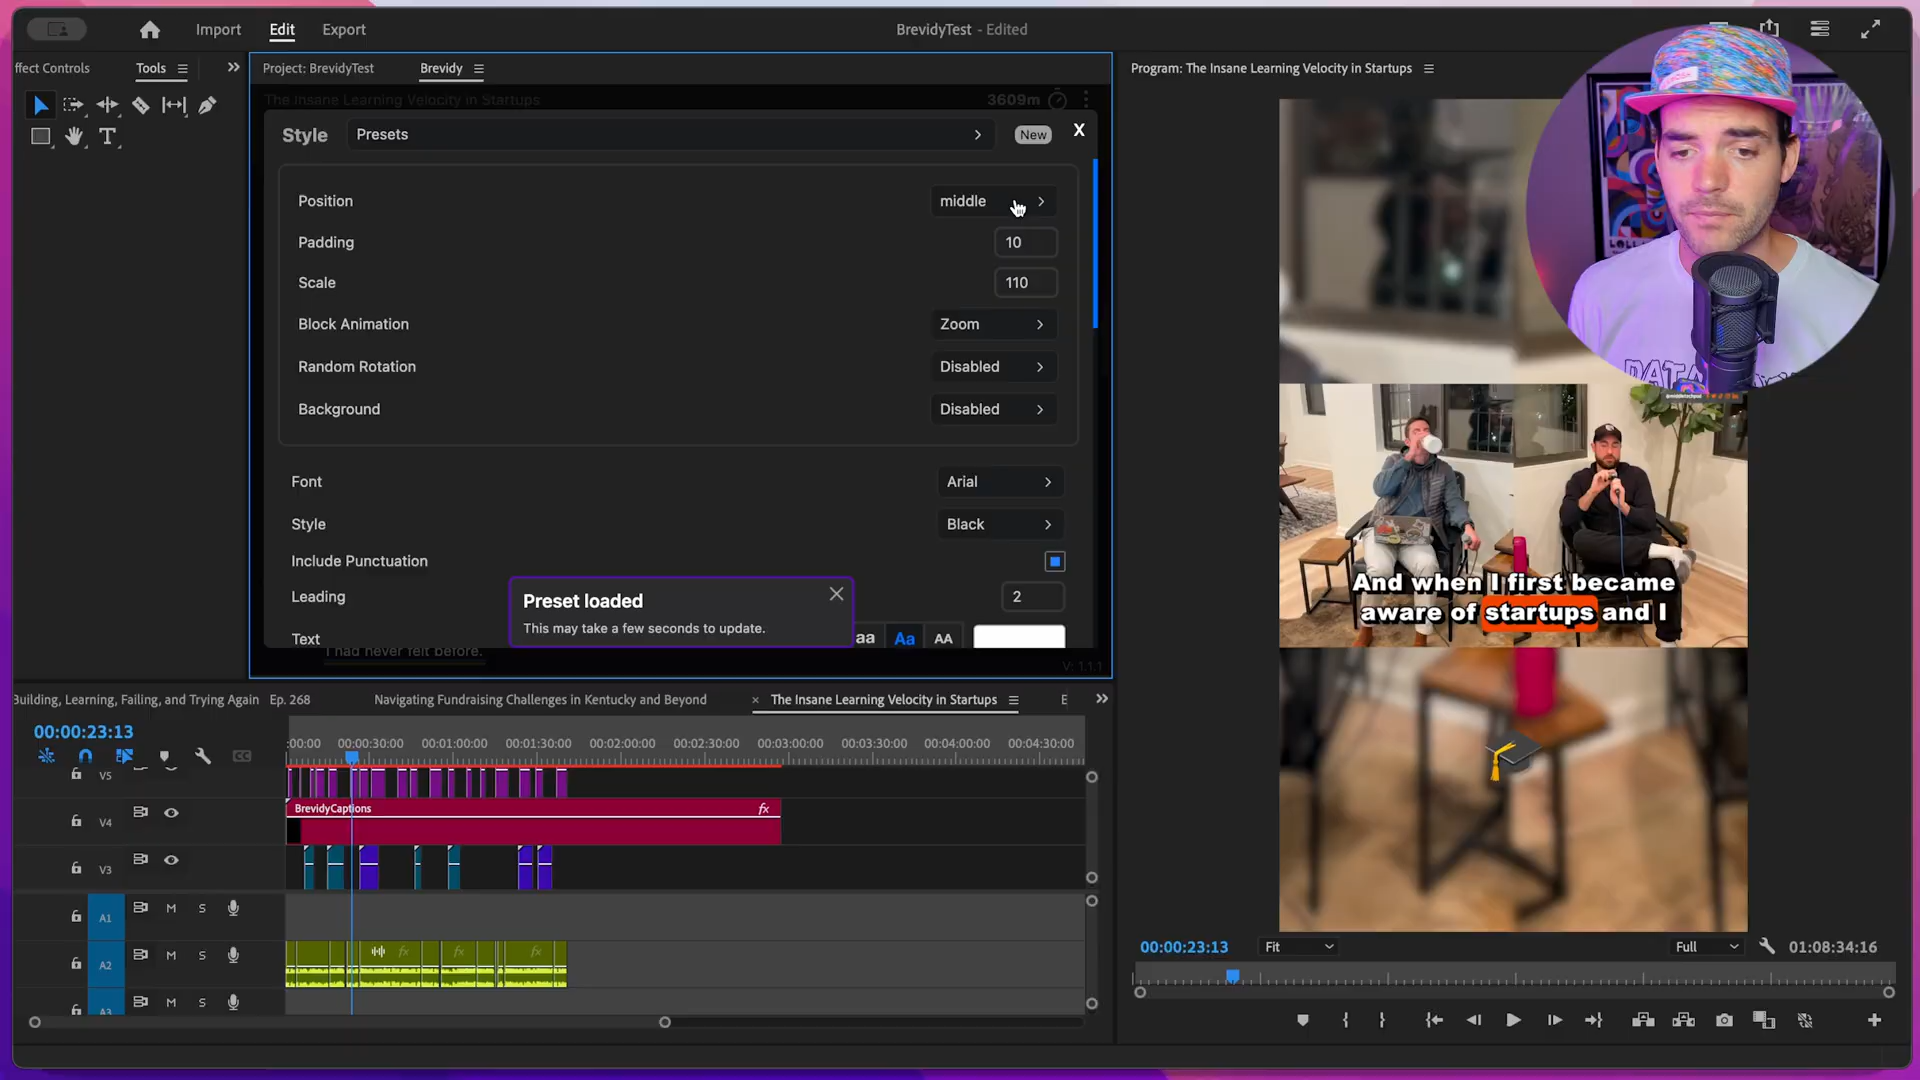 Import
Edit
Export
BrevidyTest - Edited
ffect Controls
Tools
Project: BrevidyTest
Brevidy
Program: The Insane Learning Velocity in Startups
The Insane Learning Velocity in Startups
3609m
Style
Presets
New
X
Position
middle
Padding
10
Scale
110
Block Animation
Zoom
Random Rotation
Disabled
Background
Disabled
Font
Arial
Style
Black
Include Punctuation
Leading
2
Text
aa
Aa
AA
Preset loaded
This may take a few seconds to update.
I had never felt before.
V: 1.1.1
And when I first became
aware of startups and I
Building, Learning, Failing, and Trying Again Ep. 268
Navigating Fundraising Challenges in Kentucky and Beyond
The Insane Learning Velocity in Startups
E
00:00:23:13
:00:00
00:00:30:00
00:01:00:00
00:01:30:00
00:02:00:00
00:02:30:00
00:03:00:00
00:03:30:00
00:04:00:00
00:04:30:00
V5
BrevidyCaptions
fx
V4
V3
A1
M
S
A2
M
S
fx
fx
fx
A3
M
S
00:00:23:13
Fit
Full
01:08:34:16